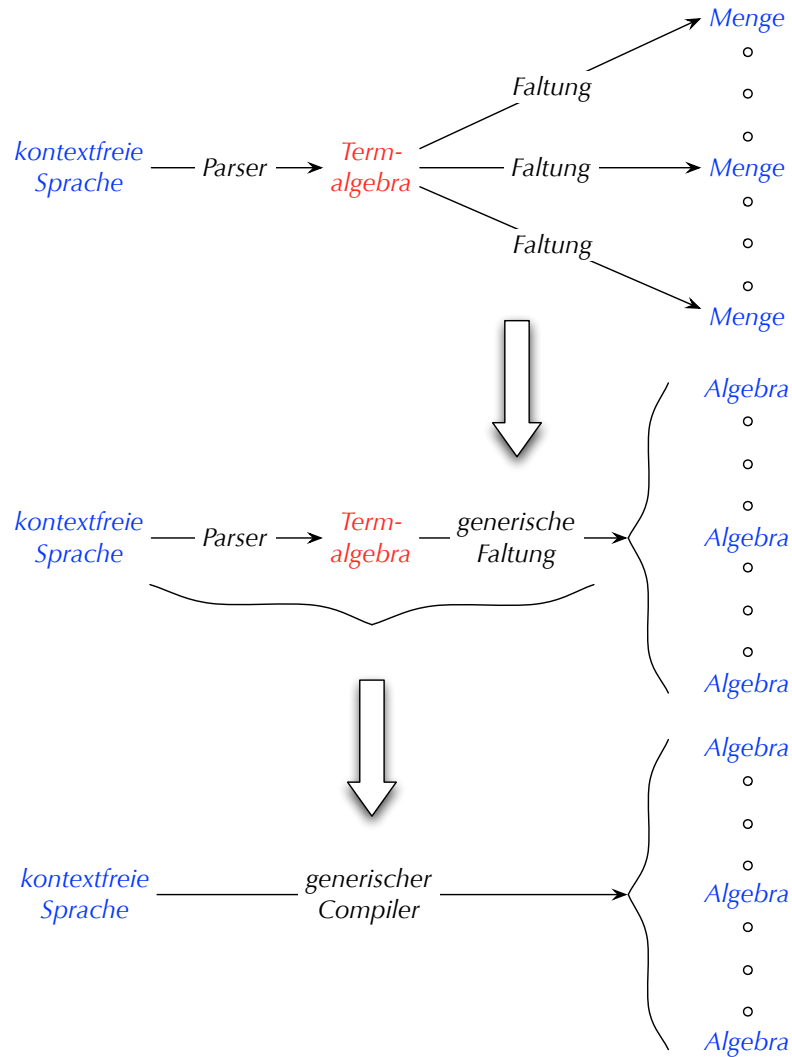 Menge
Faltung
kontextfreie
Sprache
Parser
Term-
algebra
Faltung
Menge
Faltung
Menge
Algebra
kontextfreie
Sprache
Parser
Term-
algebra
generische
Faltung
Algebra
Algebra
Algebra
kontextfreie
Sprache
generischer
Compiler
Algebra
Algebra